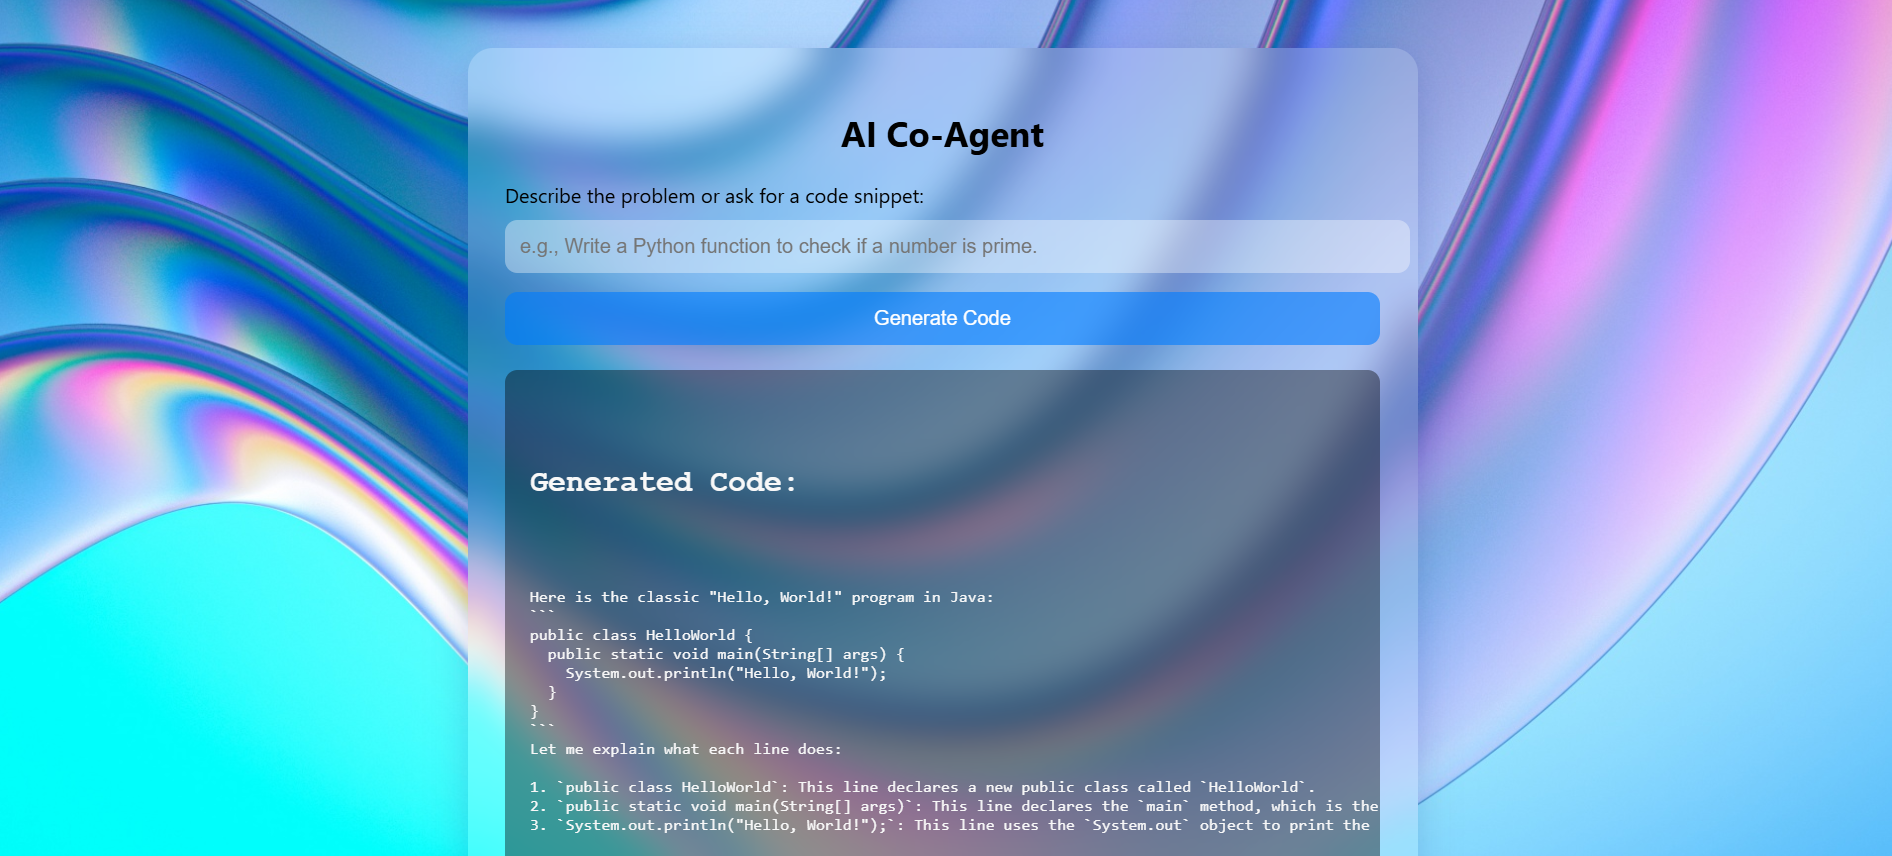 AI Co-Agent
Describe the problem or ask for a code snippet:
e.g., Write a Python function to check if a number is prime.
Generate Code
Generated Code:
Here is the classic "Hello, World!" program in Java:
```
public class HelloWorld {
  public static void main(String[] args) {
    System.out.println("Hello, World!");
  }
}
```
Let me explain what each line does:
1. `public class HelloWorld`: This line declares a new public class called `HelloWorld`.
2. `public static void main(String[] args)`: This line declares the `main` method, which is the
3. `System.out.println("Hello, World!");`: This line uses the `System.out` object to print the